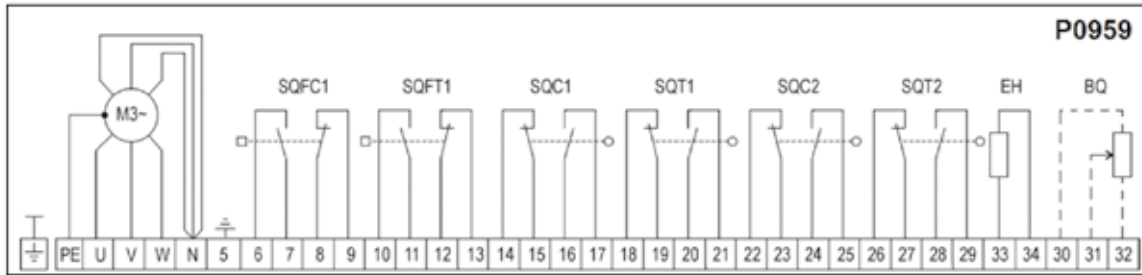 P0959
SQFC1 SQFT1 SQC1 SQT1 SQC2 SQT2 EH BQ
M3~
PE U V W N 5 6 7 8 9 10 11 12 13 14 15 16 17 18 19 20 21 22 23 24 25 26 27 28 29 33 34 30 31 32